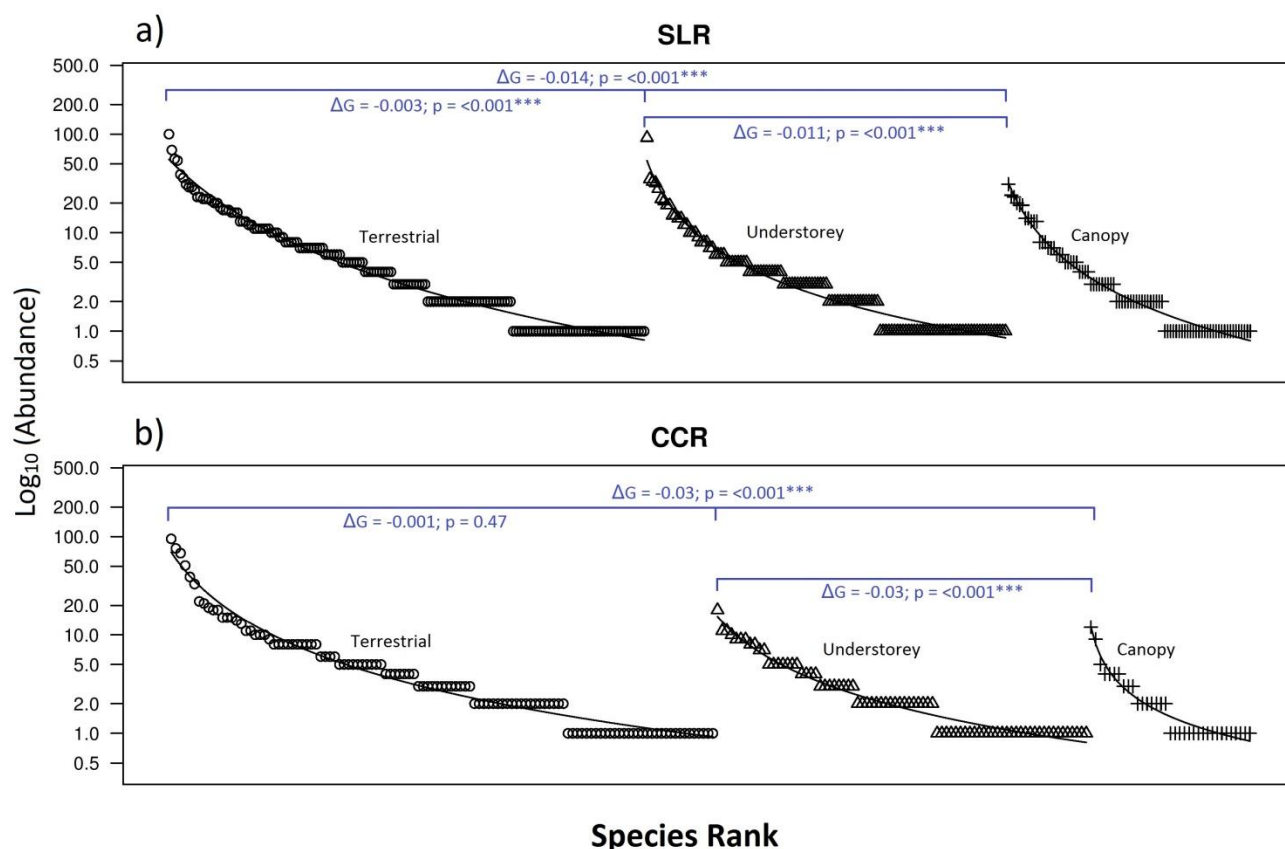 a)
SLR
500.0
200.0
100.0
50.0
20.0
10.0
5.0
2.0
1.0
0.5
ΔG = -0.014; p = <0.001***
ΔG = -0.003; p = <0.001***
ΔG = -0.011; p = <0.001***
Terrestrial
Understorey
Canopy
Log₁₀ (Abundance)
b)
CCR
500.0
200.0
100.0
50.0
20.0
10.0
5.0
2.0
1.0
0.5
ΔG = -0.03; p = <0.001***
ΔG = -0.001; p = 0.47
ΔG = -0.03; p = <0.001***
Terrestrial
Understorey
Canopy
Species Rank